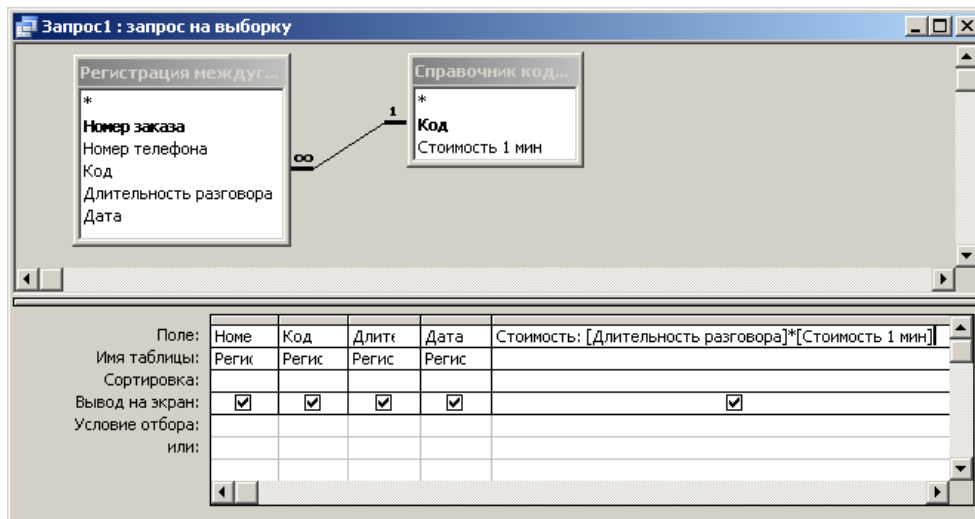 Запрос1 : запрос на выборку
Регистрация междуг...
*
Номер заказа
Номер телефона
Код
Длительность разговора
Дата
∞
1
Справочник код...
*
Код
Стоимость 1 мин
Поле: Номе Код Длите Дата Стоимость: [Длительность разговора]*[Стоимость 1 мин]
Имя таблицы: Регис Регис Регис Регис
Сортировка:
Вывод на экран:
Условие отбора:
или: